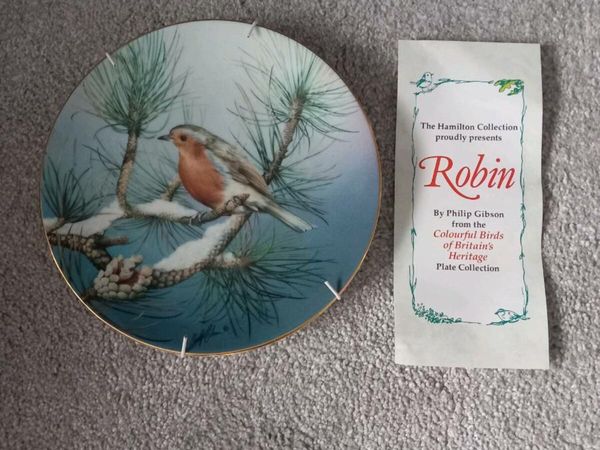 The Hamilton Collection
proudly presents
Robin
By Philip Gibson
from the
Colourful Birds
of Britain's
Heritage
Plate Collection